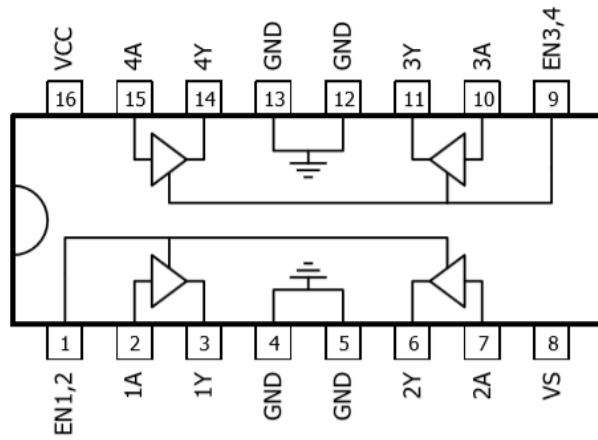 VCC 4A 4Y GND GND 3Y 3A EN3,4
16 15 14 13 12 11 10 9
1 2 3 4 5 6 7 8
EN1,2 1A 1Y GND GND 2Y 2A VS